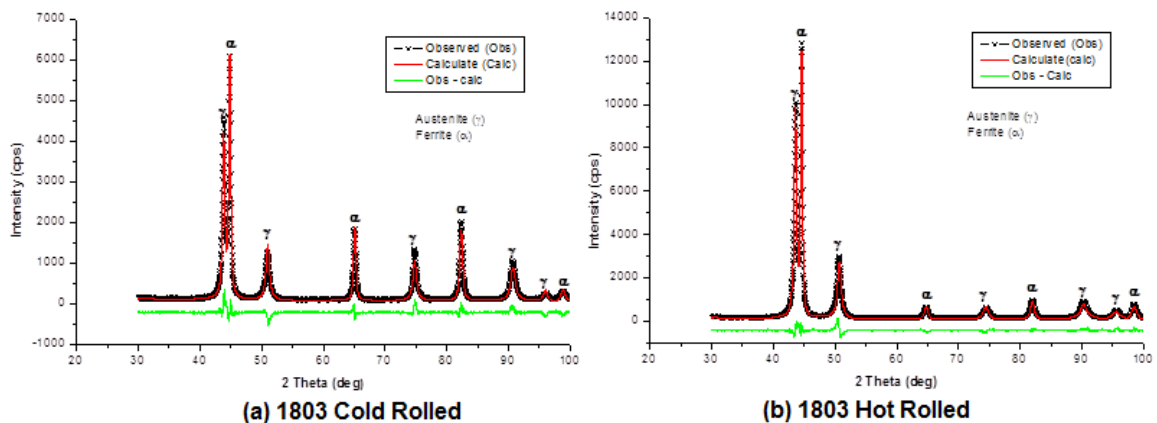 7000
6000
5000
4000
3000
2000
1000
0
-1000
Intensity (cps)
20 30 40 50 60 70 80 90 100
2 Theta (deg)
γ α γ α γ α γ γ α
Observed (Obs)
Calculate (Calc)
Obs - calc
Austenite (γ)
Ferrite (α)
(a) 1803 Cold Rolled
14000
12000
10000
8000
6000
4000
2000
0
Intensity (cps)
20 30 40 50 60 70 80 90 100
2 Theta (deg)
γ α γ α γ α γ γ α
Observed (Obs)
Calculate (calc)
Obs - Calc
Austenite (γ)
Ferrite (α)
(b) 1803 Hot Rolled